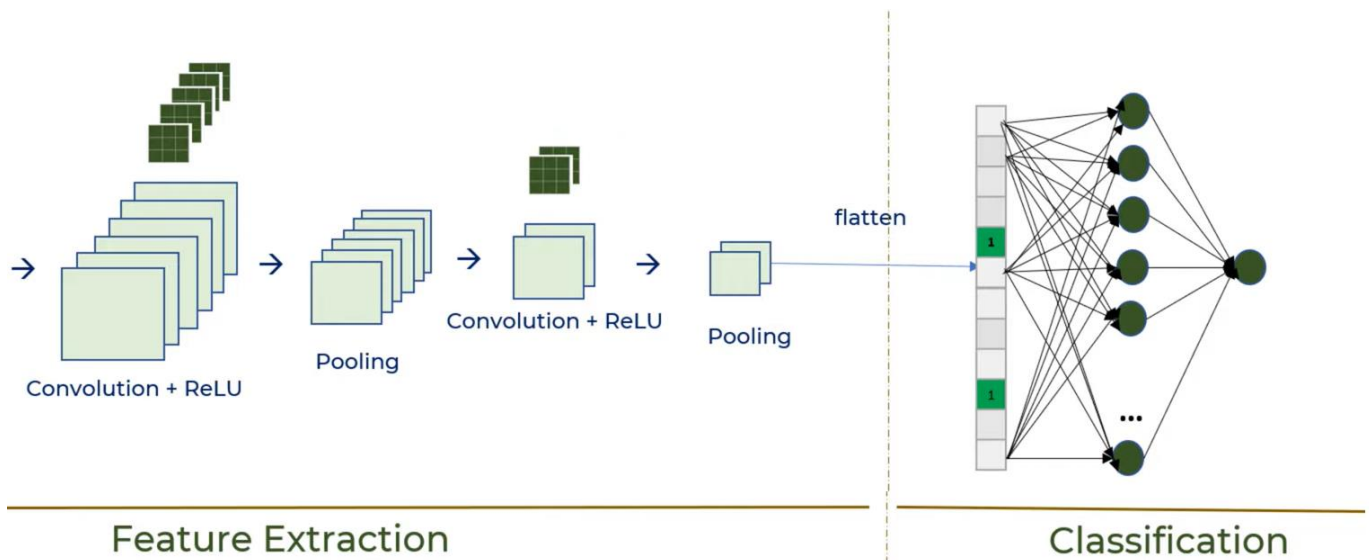 flatten
1
Convolution + ReLU
Pooling
Convolution + ReLU
Pooling
1
...
Feature Extraction
Classification